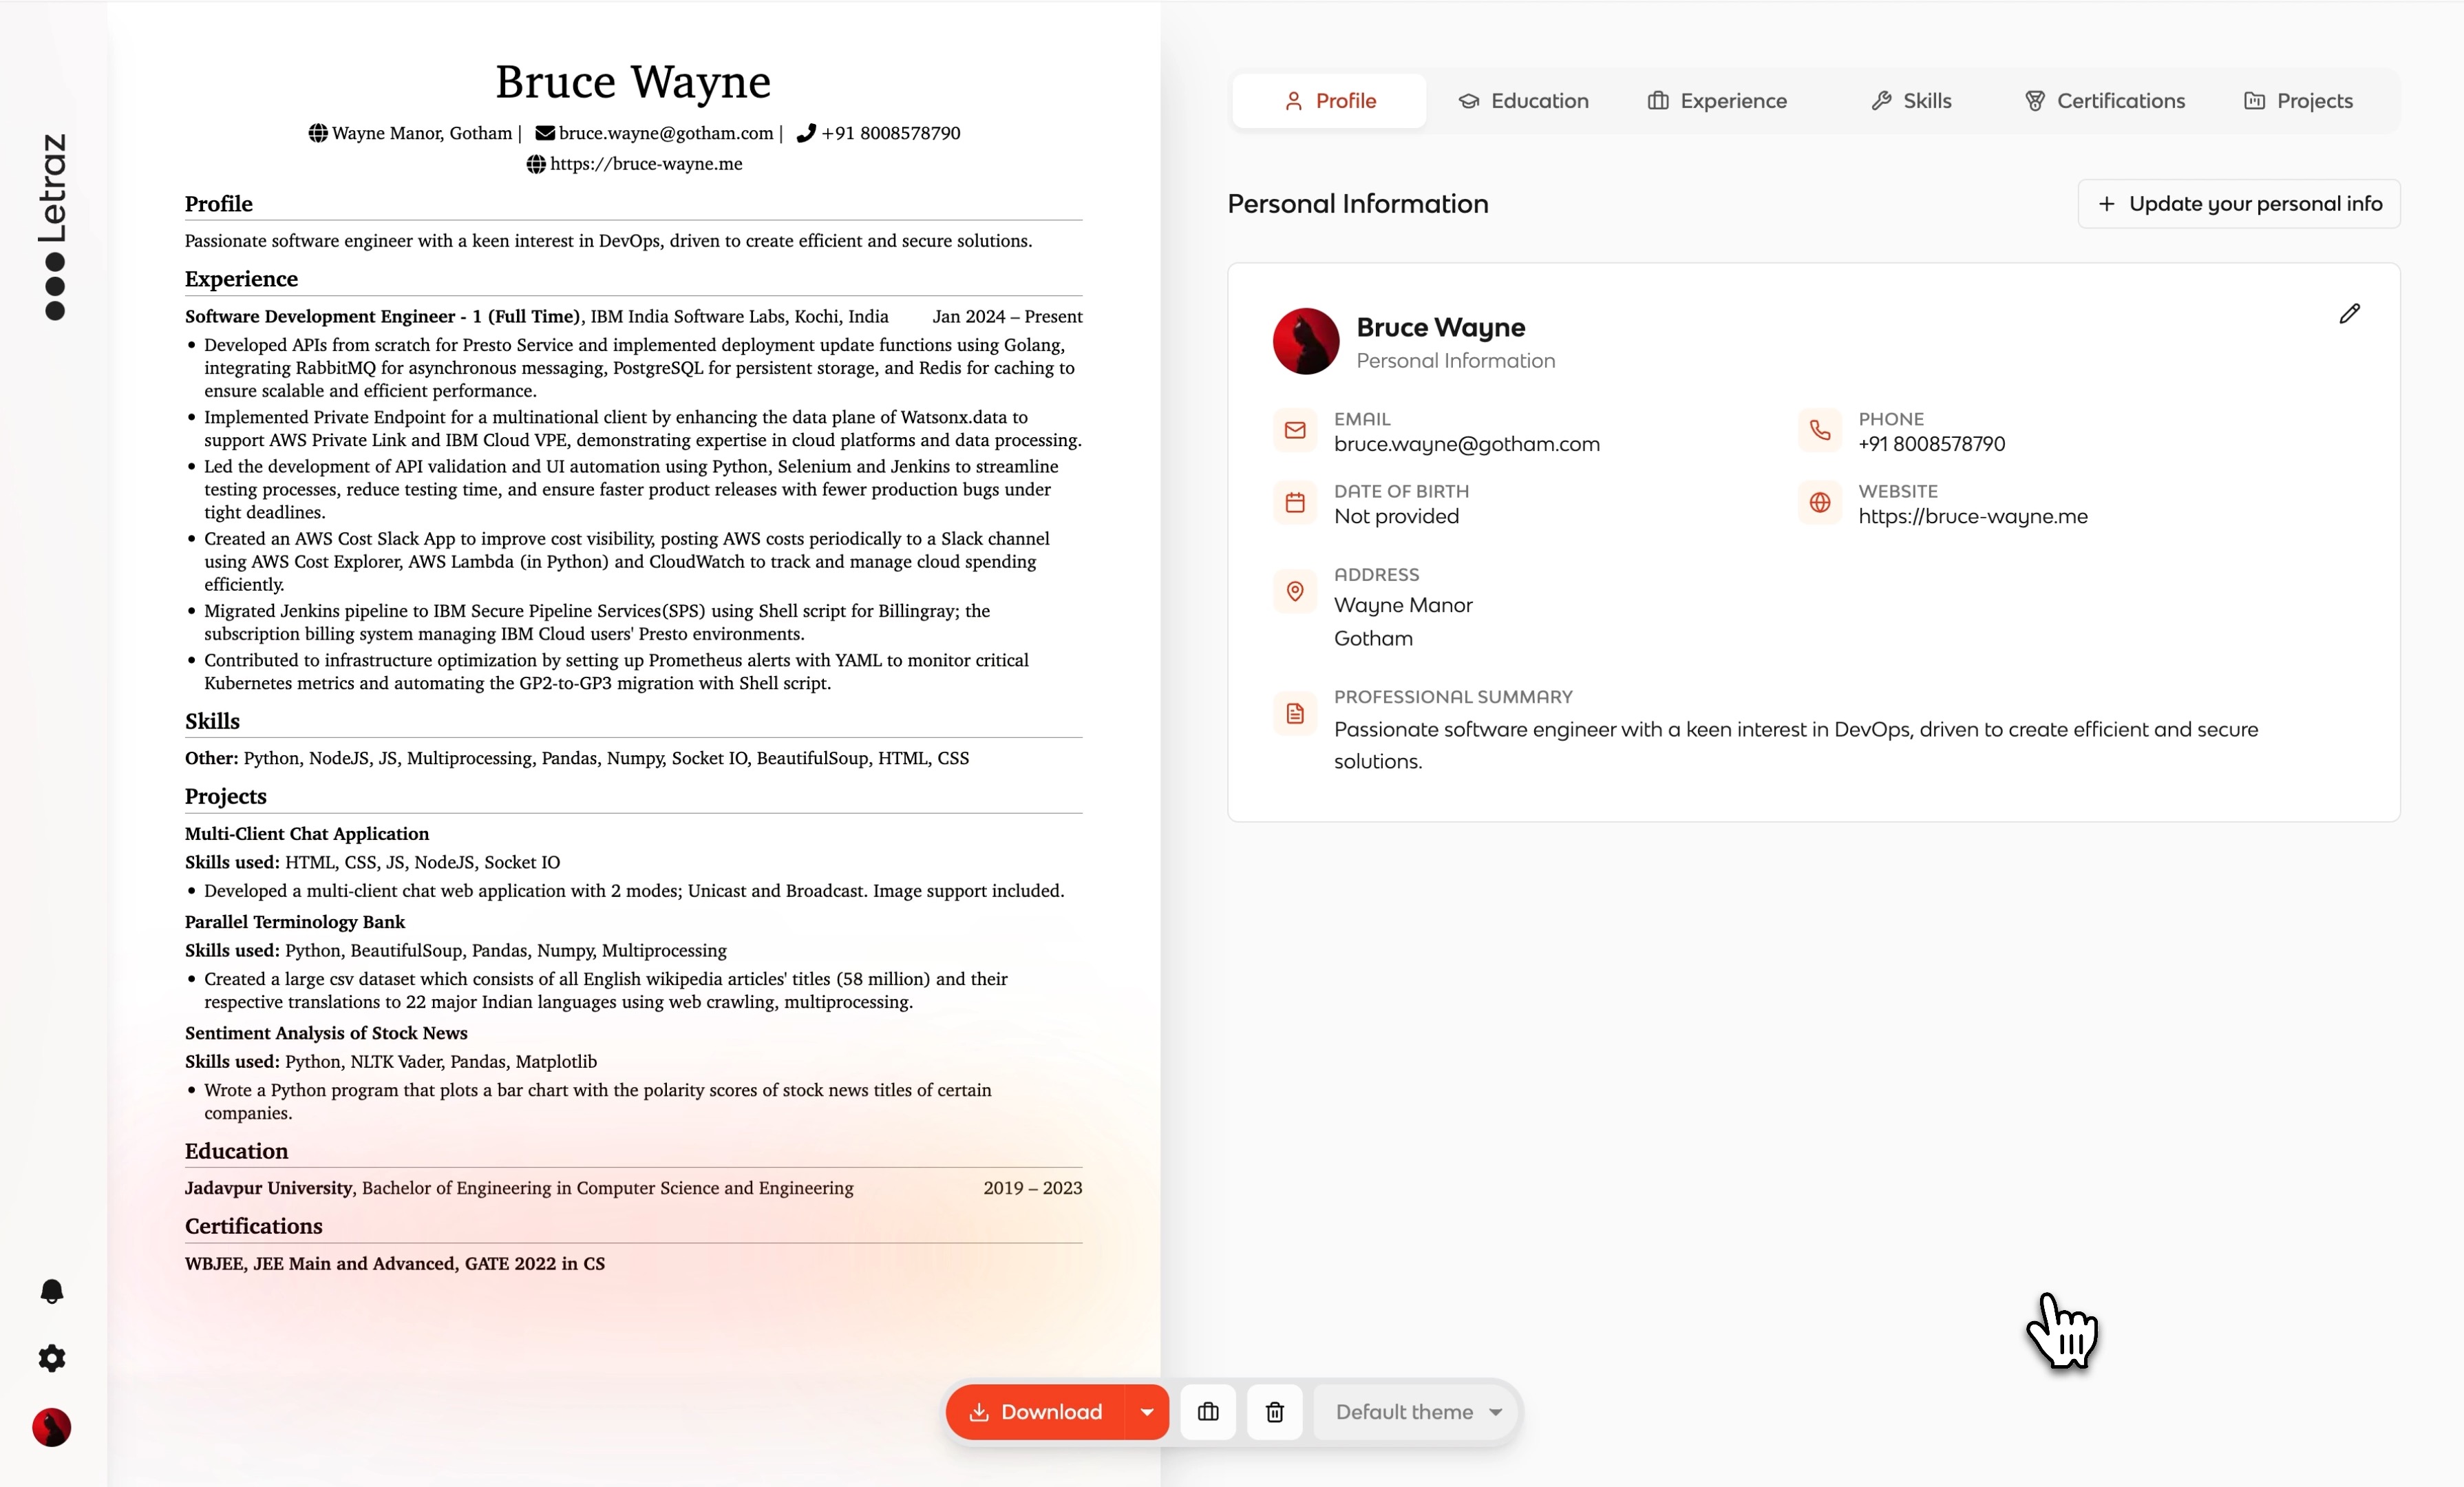 Letraz
Bruce Wayne
Wayne Manor, Gotham | bruce.wayne@gotham.com | +91 8008578790
https://bruce-wayne.me
Profile
Passionate software engineer with a keen interest in DevOps, driven to create efficient and secure solutions.
Experience
Software Development Engineer - 1 (Full Time), IBM India Software Labs, Kochi, India Jan 2024 – Present
• Developed APIs from scratch for Presto Service and implemented deployment update functions using Golang,
integrating RabbitMQ for asynchronous messaging, PostgreSQL for persistent storage, and Redis for caching to
ensure scalable and efficient performance.
• Implemented Private Endpoint for a multinational client by enhancing the data plane of Watsonx.data to
support AWS Private Link and IBM Cloud VPE, demonstrating expertise in cloud platforms and data processing.
• Led the development of API validation and UI automation using Python, Selenium and Jenkins to streamline
testing processes, reduce testing time, and ensure faster product releases with fewer production bugs under
tight deadlines.
• Created an AWS Cost Slack App to improve cost visibility, posting AWS costs periodically to a Slack channel
using AWS Cost Explorer, AWS Lambda (in Python) and CloudWatch to track and manage cloud spending
efficiently.
• Migrated Jenkins pipeline to IBM Secure Pipeline Services(SPS) using Shell script for Billingray; the
subscription billing system managing IBM Cloud users' Presto environments.
• Contributed to infrastructure optimization by setting up Prometheus alerts with YAML to monitor critical
Kubernetes metrics and automating the GP2-to-GP3 migration with Shell script.
Skills
Other: Python, NodeJS, JS, Multiprocessing, Pandas, Numpy, Socket IO, BeautifulSoup, HTML, CSS
Projects
Multi-Client Chat Application
Skills used: HTML, CSS, JS, NodeJS, Socket IO
• Developed a multi-client chat web application with 2 modes; Unicast and Broadcast. Image support included.
Parallel Terminology Bank
Skills used: Python, BeautifulSoup, Pandas, Numpy, Multiprocessing
• Created a large csv dataset which consists of all English wikipedia articles' titles (58 million) and their
respective translations to 22 major Indian languages using web crawling, multiprocessing.
Sentiment Analysis of Stock News
Skills used: Python, NLTK Vader, Pandas, Matplotlib
• Wrote a Python program that plots a bar chart with the polarity scores of stock news titles of certain
companies.
Education
Jadavpur University, Bachelor of Engineering in Computer Science and Engineering 2019 – 2023
Certifications
WBJEE, JEE Main and Advanced, GATE 2022 in CS
Profile Education Experience Skills Certifications Projects
Personal Information
+ Update your personal info
Bruce Wayne
Personal Information
EMAIL
bruce.wayne@gotham.com
PHONE
+91 8008578790
DATE OF BIRTH
Not provided
WEBSITE
https://bruce-wayne.me
ADDRESS
Wayne Manor
Gotham
PROFESSIONAL SUMMARY
Passionate software engineer with a keen interest in DevOps, driven to create efficient and secure
solutions.
Download
Default theme